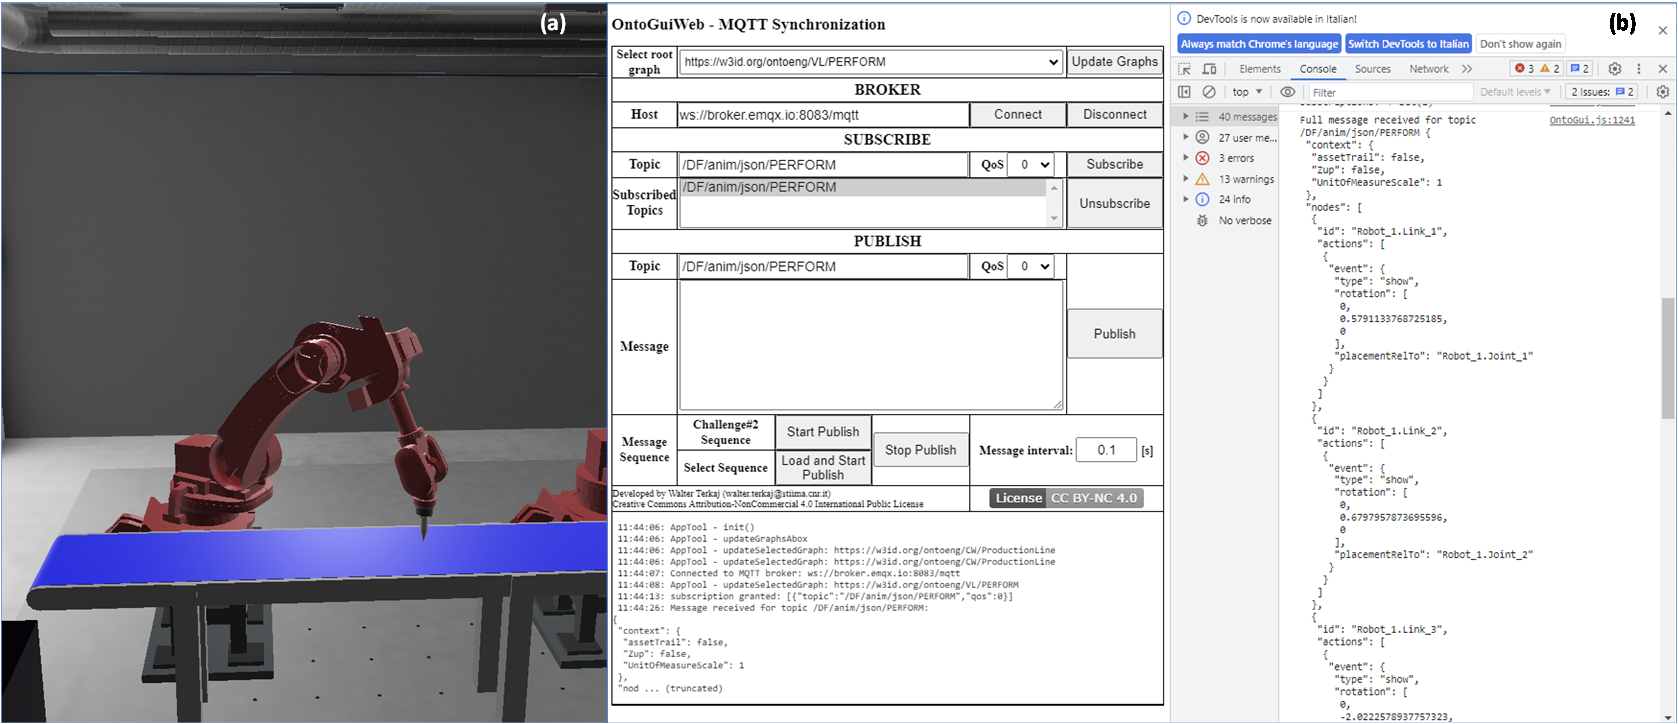 (a)
OntoGuiWeb - MQTT Synchronization
Select root graph
https://w3id.org/ontoeng/VL/PERFORM
Update Graphs
BROKER
Host
ws://broker.emqx.io:8083/mqtt
Connect
Disconnect
SUBSCRIBE
Topic
/DF/anim/json/PERFORM
QoS
0
Subscribe
Subscribed Topics
/DF/anim/json/PERFORM
Unsubscribe
PUBLISH
Topic
/DF/anim/json/PERFORM
QoS
0
Message
Publish
Message Sequence
Challenge#2 Sequence
Start Publish
Select Sequence
Load and Start Publish
Stop Publish
Message interval: 0.1 [s]
Developed by Walter Terkaj (walter.terkaj@stiima.cnr.it)
Creative Commons Attribution-NonCommercial 4.0 International Public License
License CC BY-NC 4.0
11:44:06: AppTool - init()
11:44:06: AppTool - updateGraphsAbox
11:44:06: AppTool - updateSelectedGraph: https://w3id.org/ontoeng/CW/ProductionLine
11:44:06: AppTool - updateSelectedGraph: https://w3id.org/ontoeng/CW/ProductionLine
11:44:07: Connected to MQTT broker: ws://broker.emqx.io:8083/mqtt
11:44:08: AppTool - updateSelectedGraph: https://w3id.org/ontoeng/VL/PERFORM
11:44:13: subscription granted: [{"topic":"/DF/anim/json/PERFORM","qos":0}]
11:44:26: Message received for topic /DF/anim/json/PERFORM:
{
"context": {
"assetTrail": false,
"Zup": false,
"UnitOfMeasureScale": 1
},
"nod ... (truncated)
DevTools is now available in Italian!
(b)
Always match Chrome's language
Switch DevTools to Italian
Don't show again
Elements
Console
Sources
Network
3
2
2
top
Filter
Default levels
2 Issues: 2
40 messages
27 user me...
3 errors
13 warnings
24 info
No verbose
Full message received for topic
OntoGui.js:1241
/DF/anim/json/PERFORM {
"context": {
"assetTrail": false,
"Zup": false,
"UnitOfMeasureScale": 1
},
"nodes": [
{
"id": "Robot_1.Link_1",
"actions": [
{
"event": {
"type": "show",
"rotation": [
0,
0.5791133768725185,
0
],
"placementRelTo": "Robot_1.Joint_1"
}
}
]
},
{
"id": "Robot_1.Link_2",
"actions": [
{
"event": {
"type": "show",
"rotation": [
0,
0.6797957873695596,
0
],
"placementRelTo": "Robot_1.Joint_2"
}
}
]
},
{
"id": "Robot_1.Link_3",
"actions": [
{
"event": {
"type": "show",
"rotation": [
0,
-2.0222578937757323,